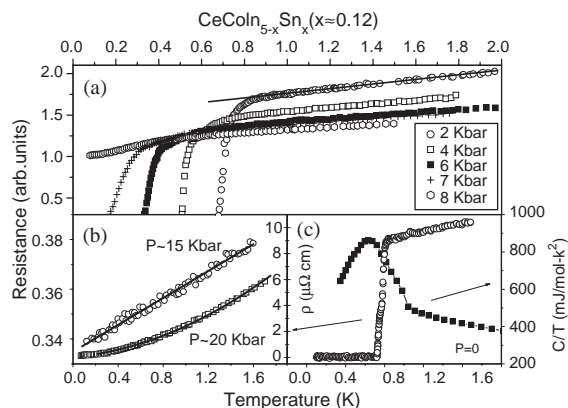 CeCoIn5-xSnx(x≈0.12)
0.0 0.2 0.4 0.6 0.8 1.0 1.2 1.4 1.6 1.8 2.0
(a)
2.0
1.75
1.5
1.25
1.0
0.5
Resistance (arb.units)
2 Kbar
4 Kbar
6 Kbar
7 Kbar
8 Kbar
(b)
P~15 Kbar
P~20 Kbar
0.38
0.36
0.34
0.0 0.4 0.8 1.2 1.6
(c)
10
8
6
4
2
0
ρ (μΩ cm)
P=0
1000
800
600
400
200
C/T (mJ/mol-k²)
0.0 0.4 0.8 1.2 1.6
Temperature (K)